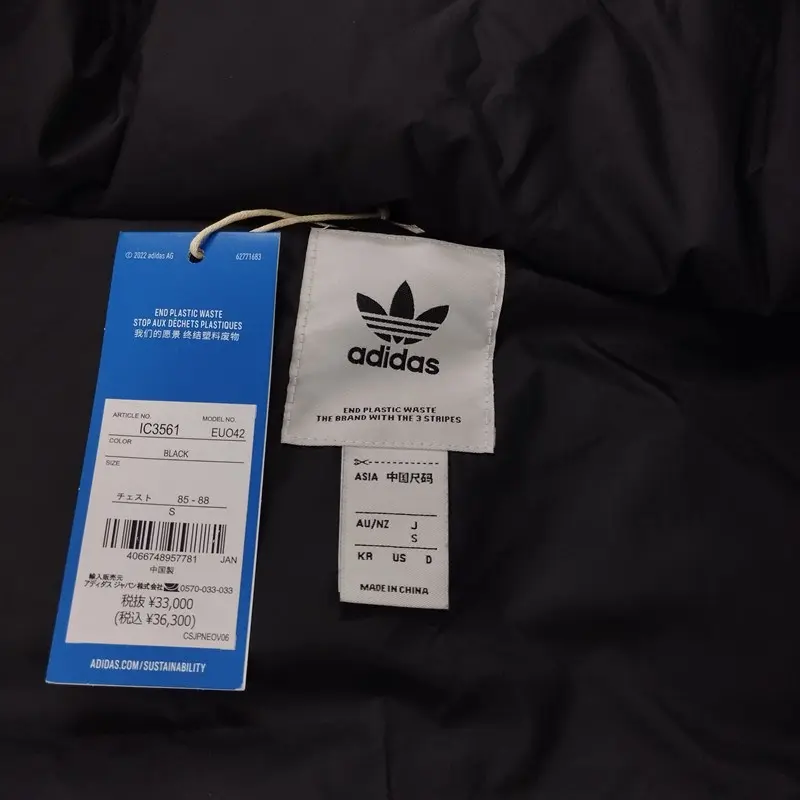 © 2022 adidas AG 62771683
END PLASTIC WASTE
STOP AUX DÉCHETS PLASTIQUES
我们的愿景 终结塑料废物
ARTICLE NO. IC3561 MODEL NO. EUO42
COLOR
BLACK
SIZE
チェスト 85 - 88
S
4066748957781 JAN
中国製
輸入販売元
アディダス ジャパン株式会社 0570-033-033
税抜 ¥33,000
(税込 ¥36,300)
CSJPNEOV06
ADIDAS.COM/SUSTAINABILITY
adidas
END PLASTIC WASTE
THE BRAND WITH THE 3 STRIPES
ASIA 中国尺码
AU/NZ J
S
KR US D
MADE IN CHINA